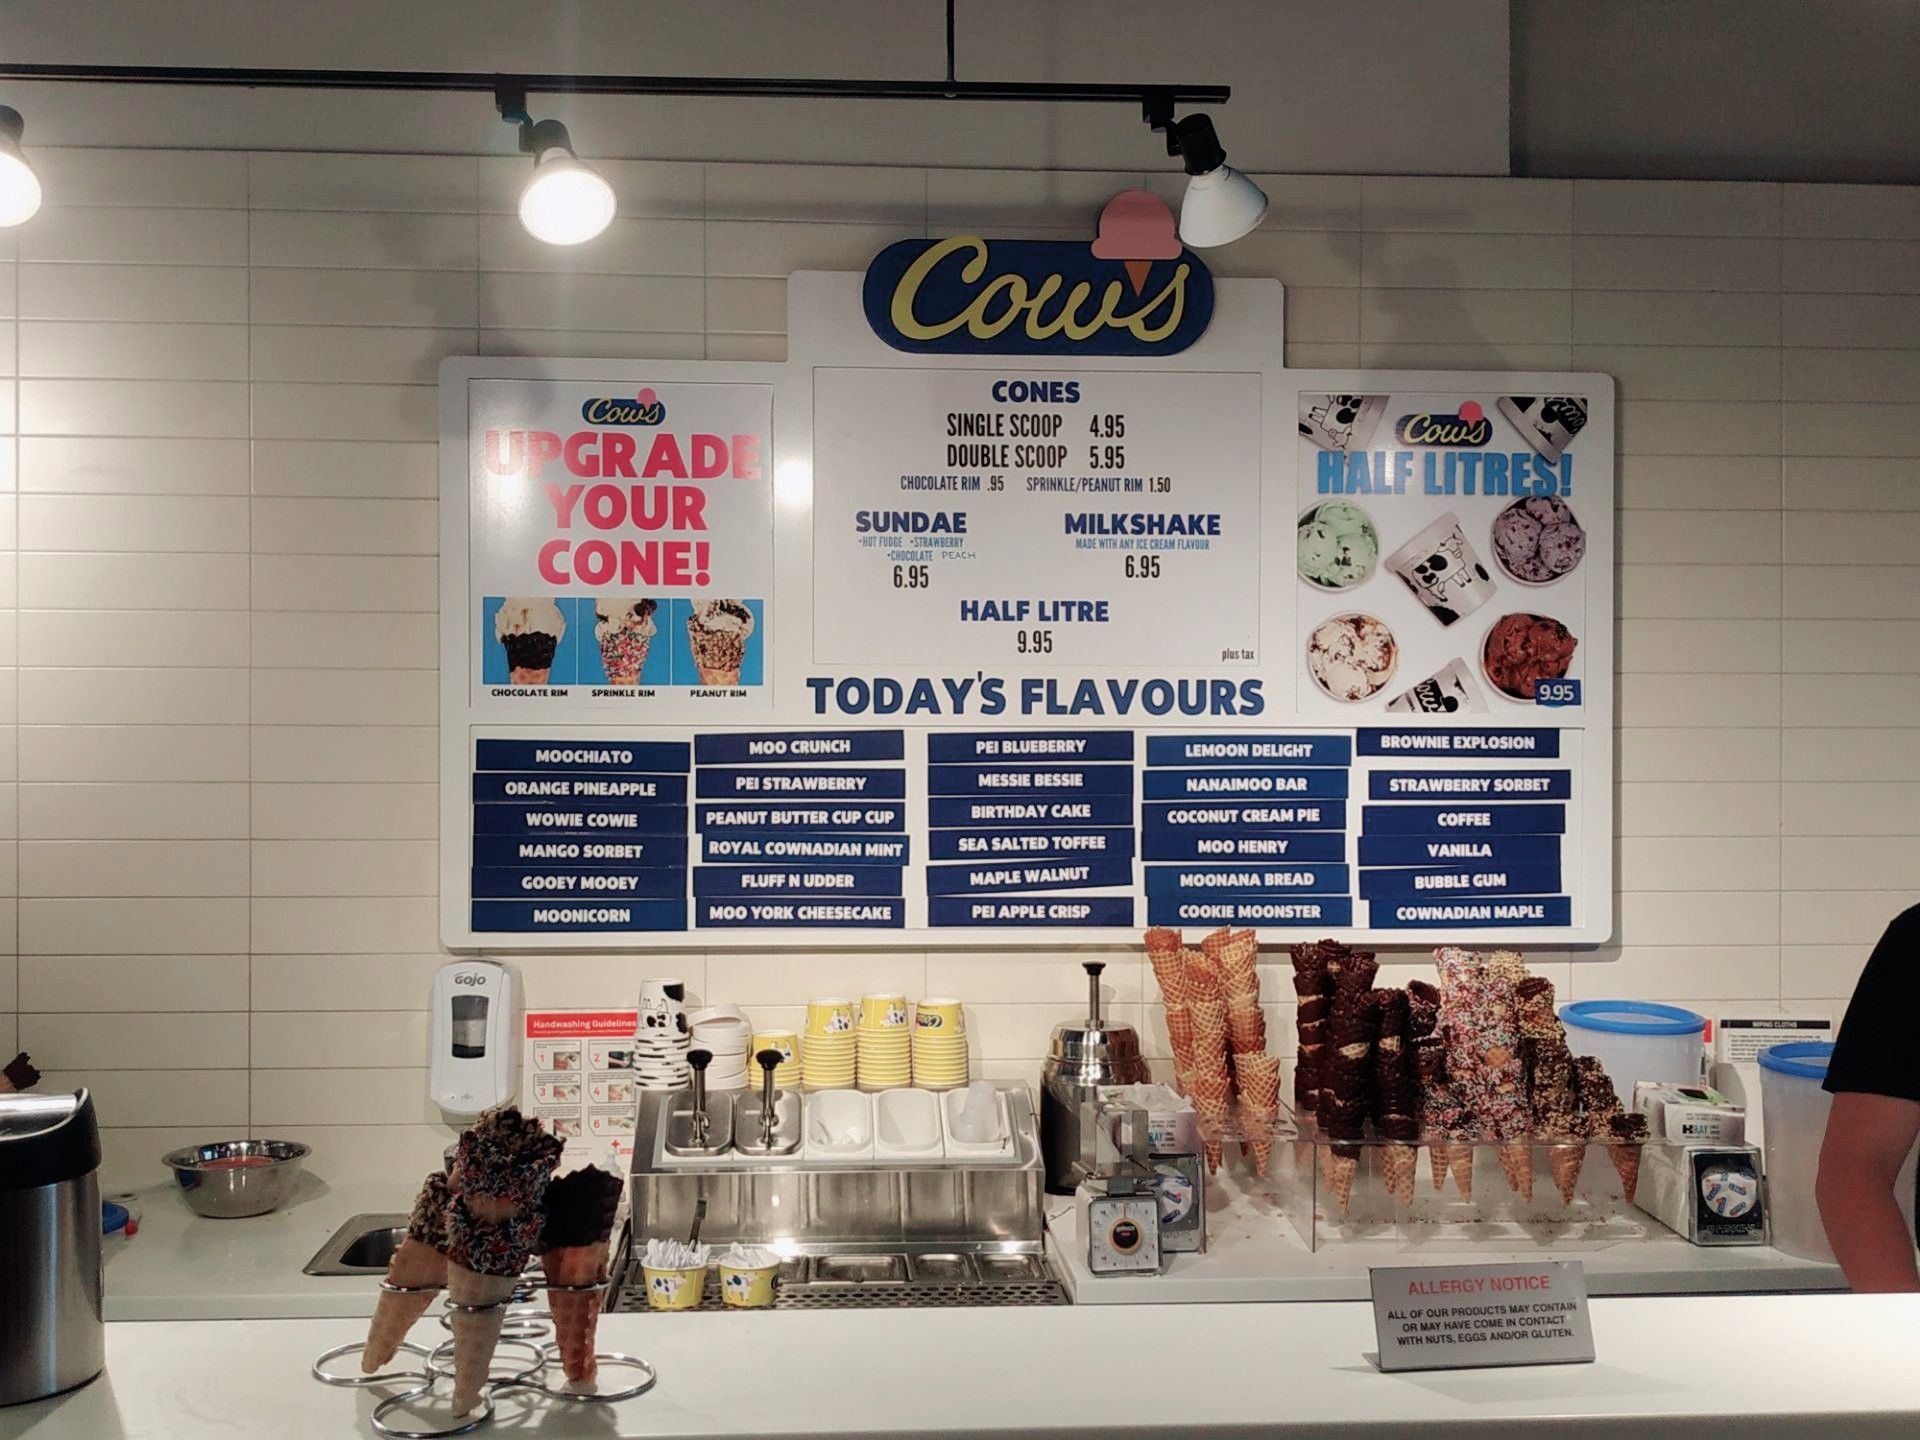 Cows
Cows
UPGRADE
YOUR
CONE!
CHOCOLATE RIM SPRINKLE RIM PEANUT RIM
CONES
SINGLE SCOOP 4.95
DOUBLE SCOOP 5.95
CHOCOLATE RIM .95 SPRINKLE/PEANUT RIM 1.50
SUNDAE
•HOT FUDGE •STRAWBERRY
•CHOCOLATE PEACH
6.95
MILKSHAKE
MADE WITH ANY ICE CREAM FLAVOUR
6.95
HALF LITRE
9.95
plus tax
Cows
HALF LITRES!
9.95
TODAY'S FLAVOURS
MOOCHIATO
ORANGE PINEAPPLE
WOWIE COWIE
MANGO SORBET
GOOEY MOOEY
MOONICORN
MOO CRUNCH
PEI STRAWBERRY
PEANUT BUTTER CUP CUP
ROYAL COWNADIAN MINT
FLUFF N UDDER
MOO YORK CHEESECAKE
PEI BLUEBERRY
MESSIE BESSIE
BIRTHDAY CAKE
SEA SALTED TOFFEE
MAPLE WALNUT
PEI APPLE CRISP
LEMOON DELIGHT
NANAIMOO BAR
COCONUT CREAM PIE
MOO HENRY
MOONANA BREAD
COOKIE MOONSTER
BROWNIE EXPLOSION
STRAWBERRY SORBET
COFFEE
VANILLA
BUBBLE GUM
COWNADIAN MAPLE
GOJO
Handwashing Guidelines
1 2
3 4
6
WIPING CLOTHS
ALLERGY NOTICE
ALL OF OUR PRODUCTS MAY CONTAIN
OR MAY HAVE COME IN CONTACT
WITH NUTS, EGGS AND/OR GLUTEN.